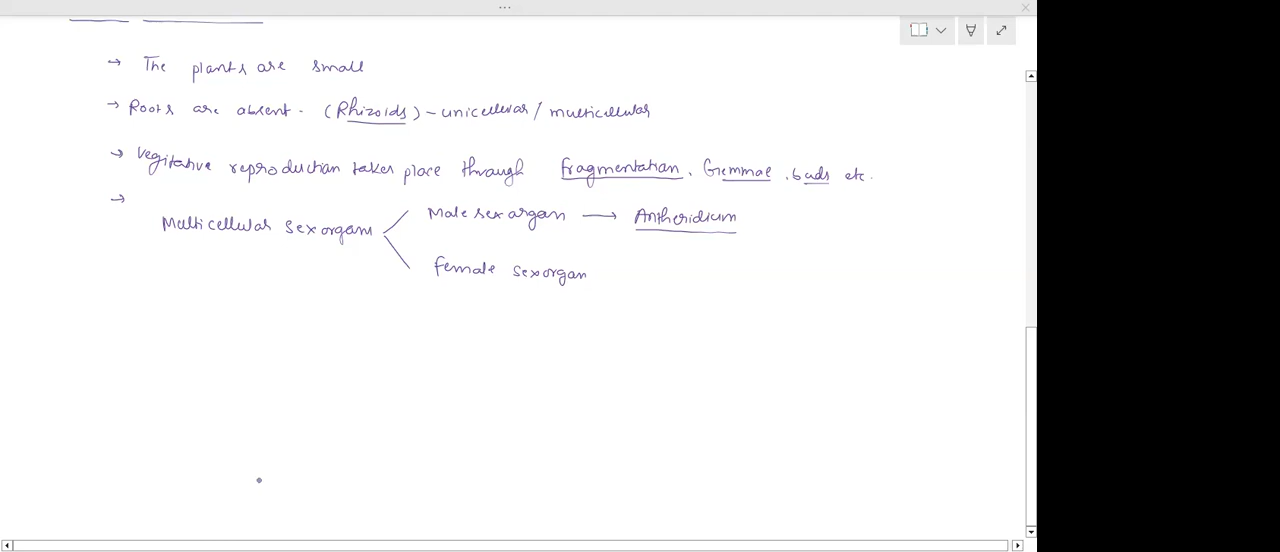 → The plants are small
→ Roots are absent - (Rhizoids) - unicellular / multicellular
→ Vegitative reproduction takes place through fragmentation, Gemmae, buds etc.
→
Multicellular sex organs
Male sex organ → Antheridium
Female sex organ